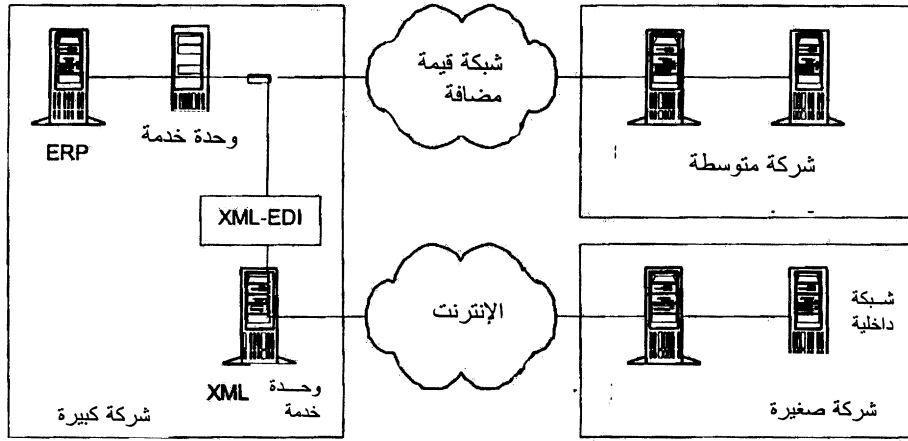 شبكة قيمة
مضافة
ERP
وحدة خدمة
شركة متوسطة
XML-EDI
الإنترنت
شبكة
داخلية
XML
وحدة
خدمة
شركة كبيرة
شركة صغيرة